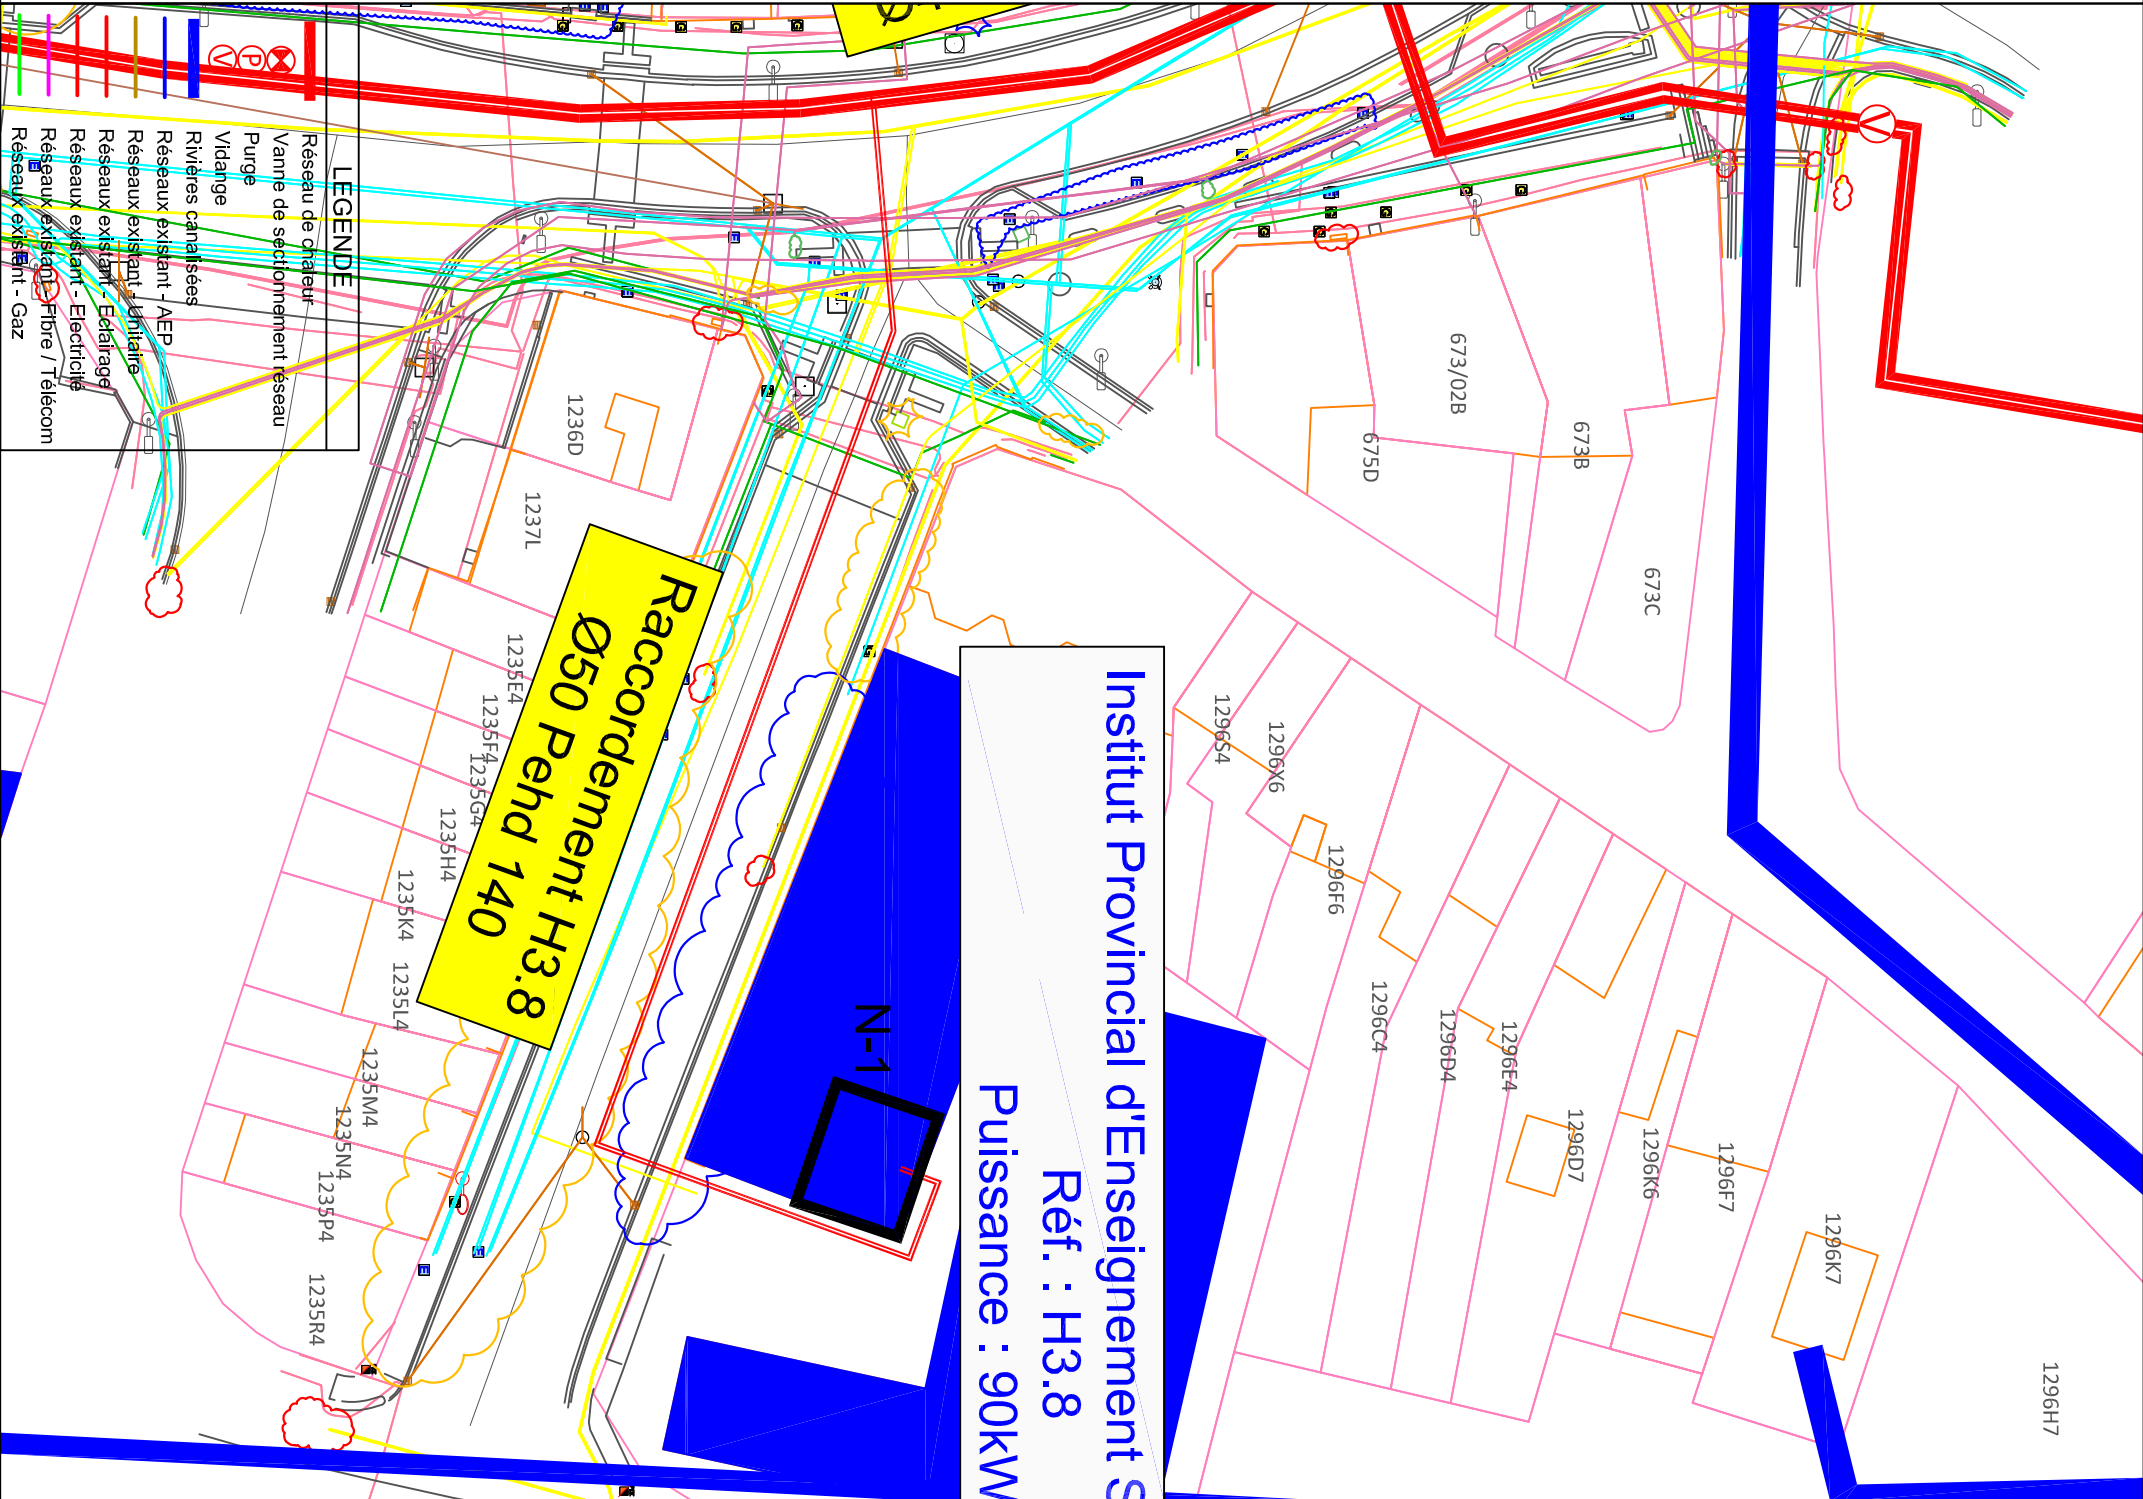 LEGENDE
Réseau de chaleur
Vanne de sectionnement réseau
Purge
Vidange
Rivières canalisées
Réseaux existant - AEP
Réseaux existant - Unitaire
Réseaux existant - Eclairage
Réseaux existant - Electricité
Réseaux existant - Fibre / Télécom
Réseaux existant - Gaz
P
V
V
Raccordement H3.8
Ø50 Pehd 140
Institut Provincial d'Enseignement S
Réf. : H3.8
Puissance : 90kW
N-1
673/02B
673B
675D
673C
1236D
1237L
1235E4
1235F4
1235G4
1235H4
1235K4
1235L4
1235M4
1235N4
1235P4
1235R4
1296S4
1296X6
1296F6
1296C4
1296D4
1296E4
1296D7
1296K6
1296F7
1296K7
1296H7